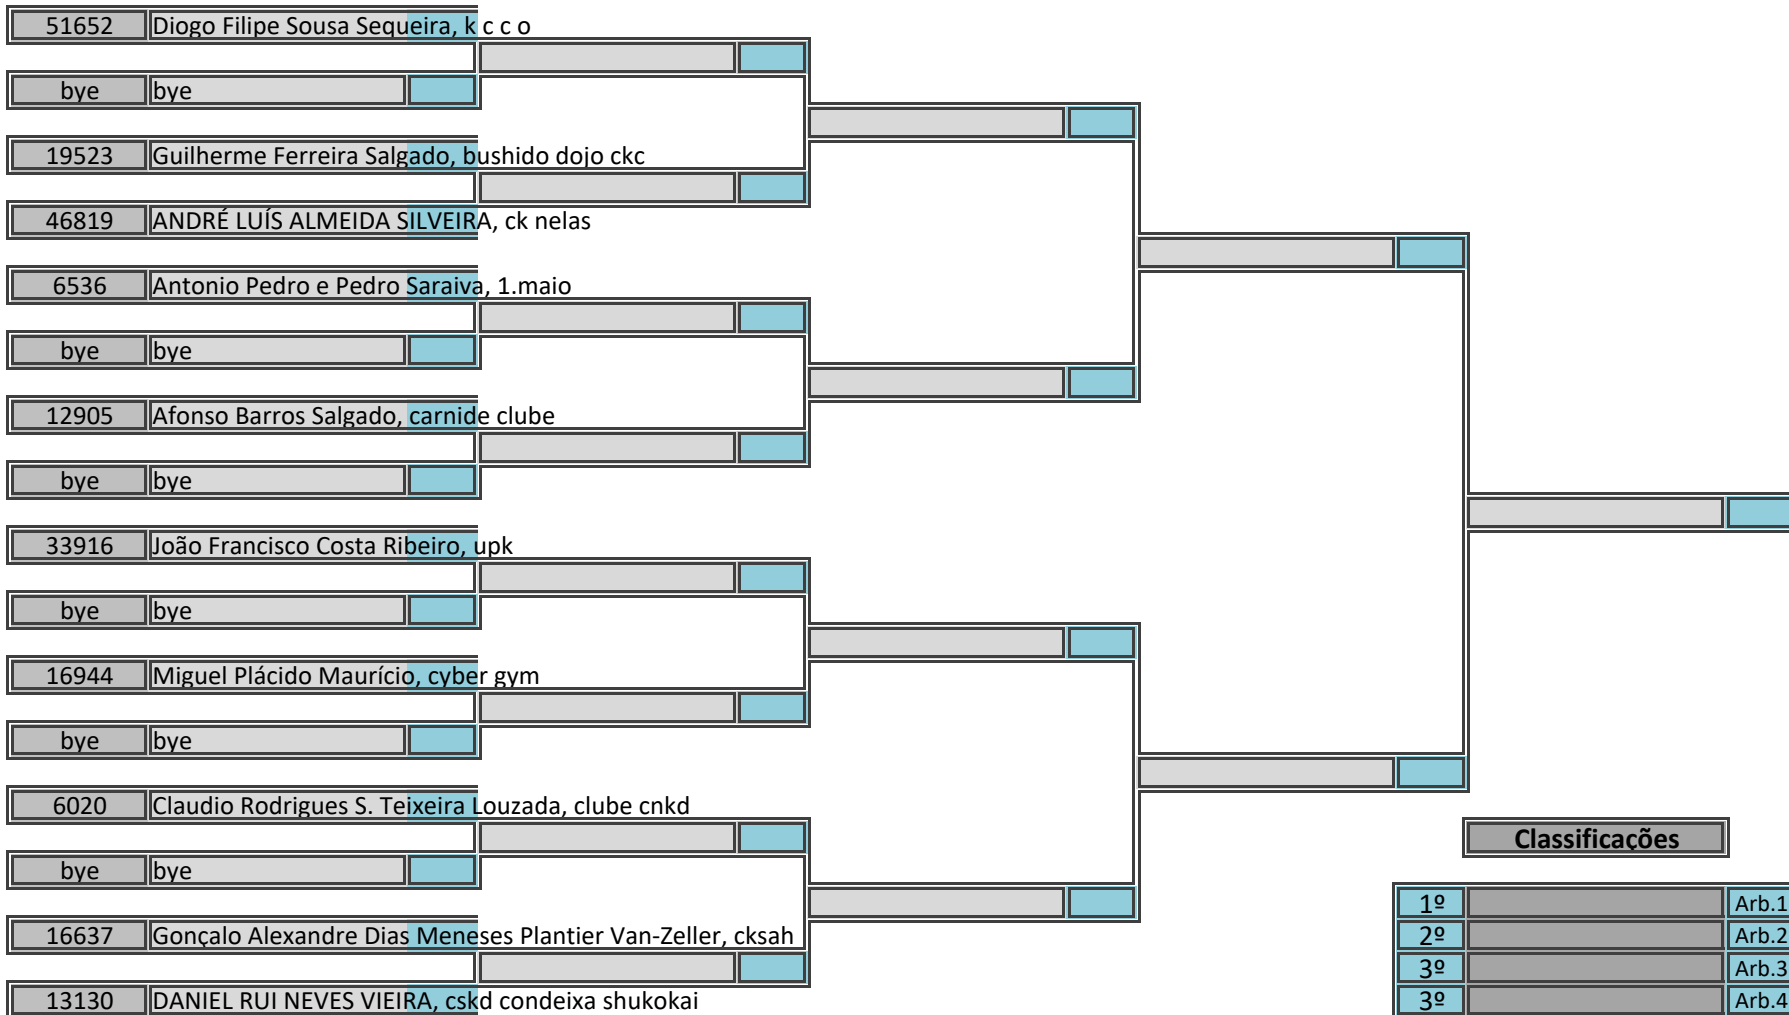 51652 Diogo Filipe Sousa Sequeira, k c c o
bye bye
19523 Guilherme Ferreira Salgado, bushido dojo ckc
46819 ANDRÉ LUÍS ALMEIDA SILVEIRA, ck nelas
6536 Antonio Pedro e Pedro Saraiva, 1.maio
bye bye
12905 Afonso Barros Salgado, carnide clube
bye bye
33916 João Francisco Costa Ribeiro, upk
bye bye
16944 Miguel Plácido Maurício, cyber gym
bye bye
6020 Claudio Rodrigues S. Teixeira Louzada, clube cnkd
bye bye
16637 Gonçalo Alexandre Dias Meneses Plantier Van-Zeller, cksah
13130 DANIEL RUI NEVES VIEIRA, cskd condeixa shukokai
Classificações
1º Arb.1
2º Arb.2
3º Arb.3
3º Arb.4